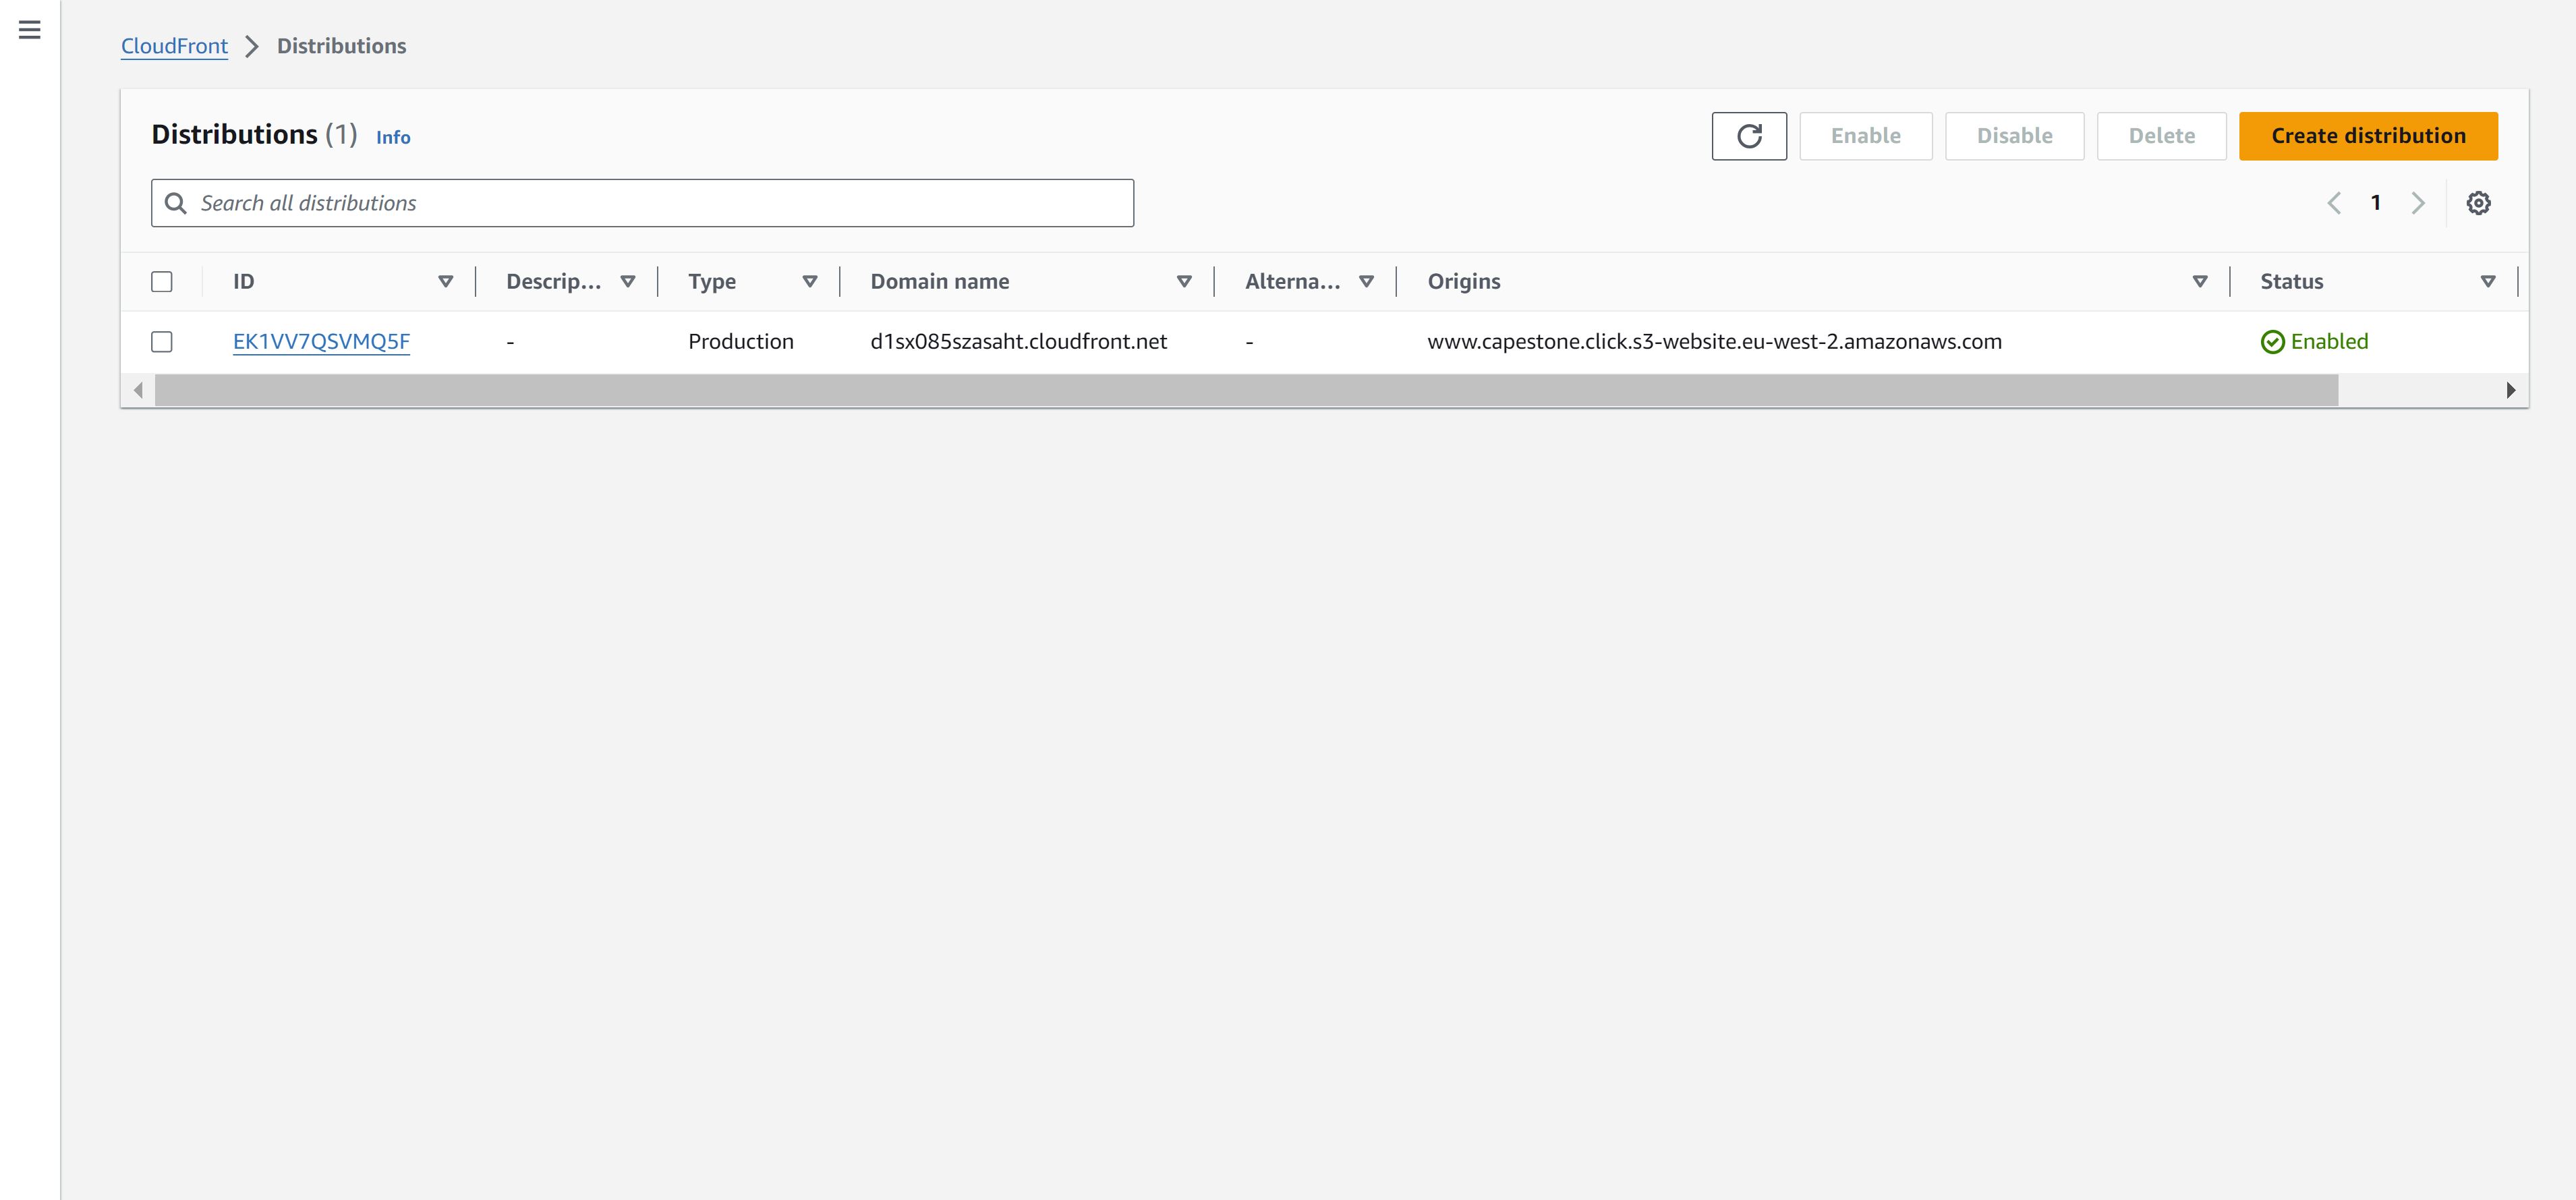 CloudFront Distributions
Distributions (1) Info
Enable Disable Delete Create distribution
Search all distributions
1
ID Descrip... Type Domain name Alterna... Origins Status
EK1VV7QSVMQ5F - Production d1sx085szasaht.cloudfront.net - www.capestone.click.s3-website.eu-west-2.amazonaws.com Enabled